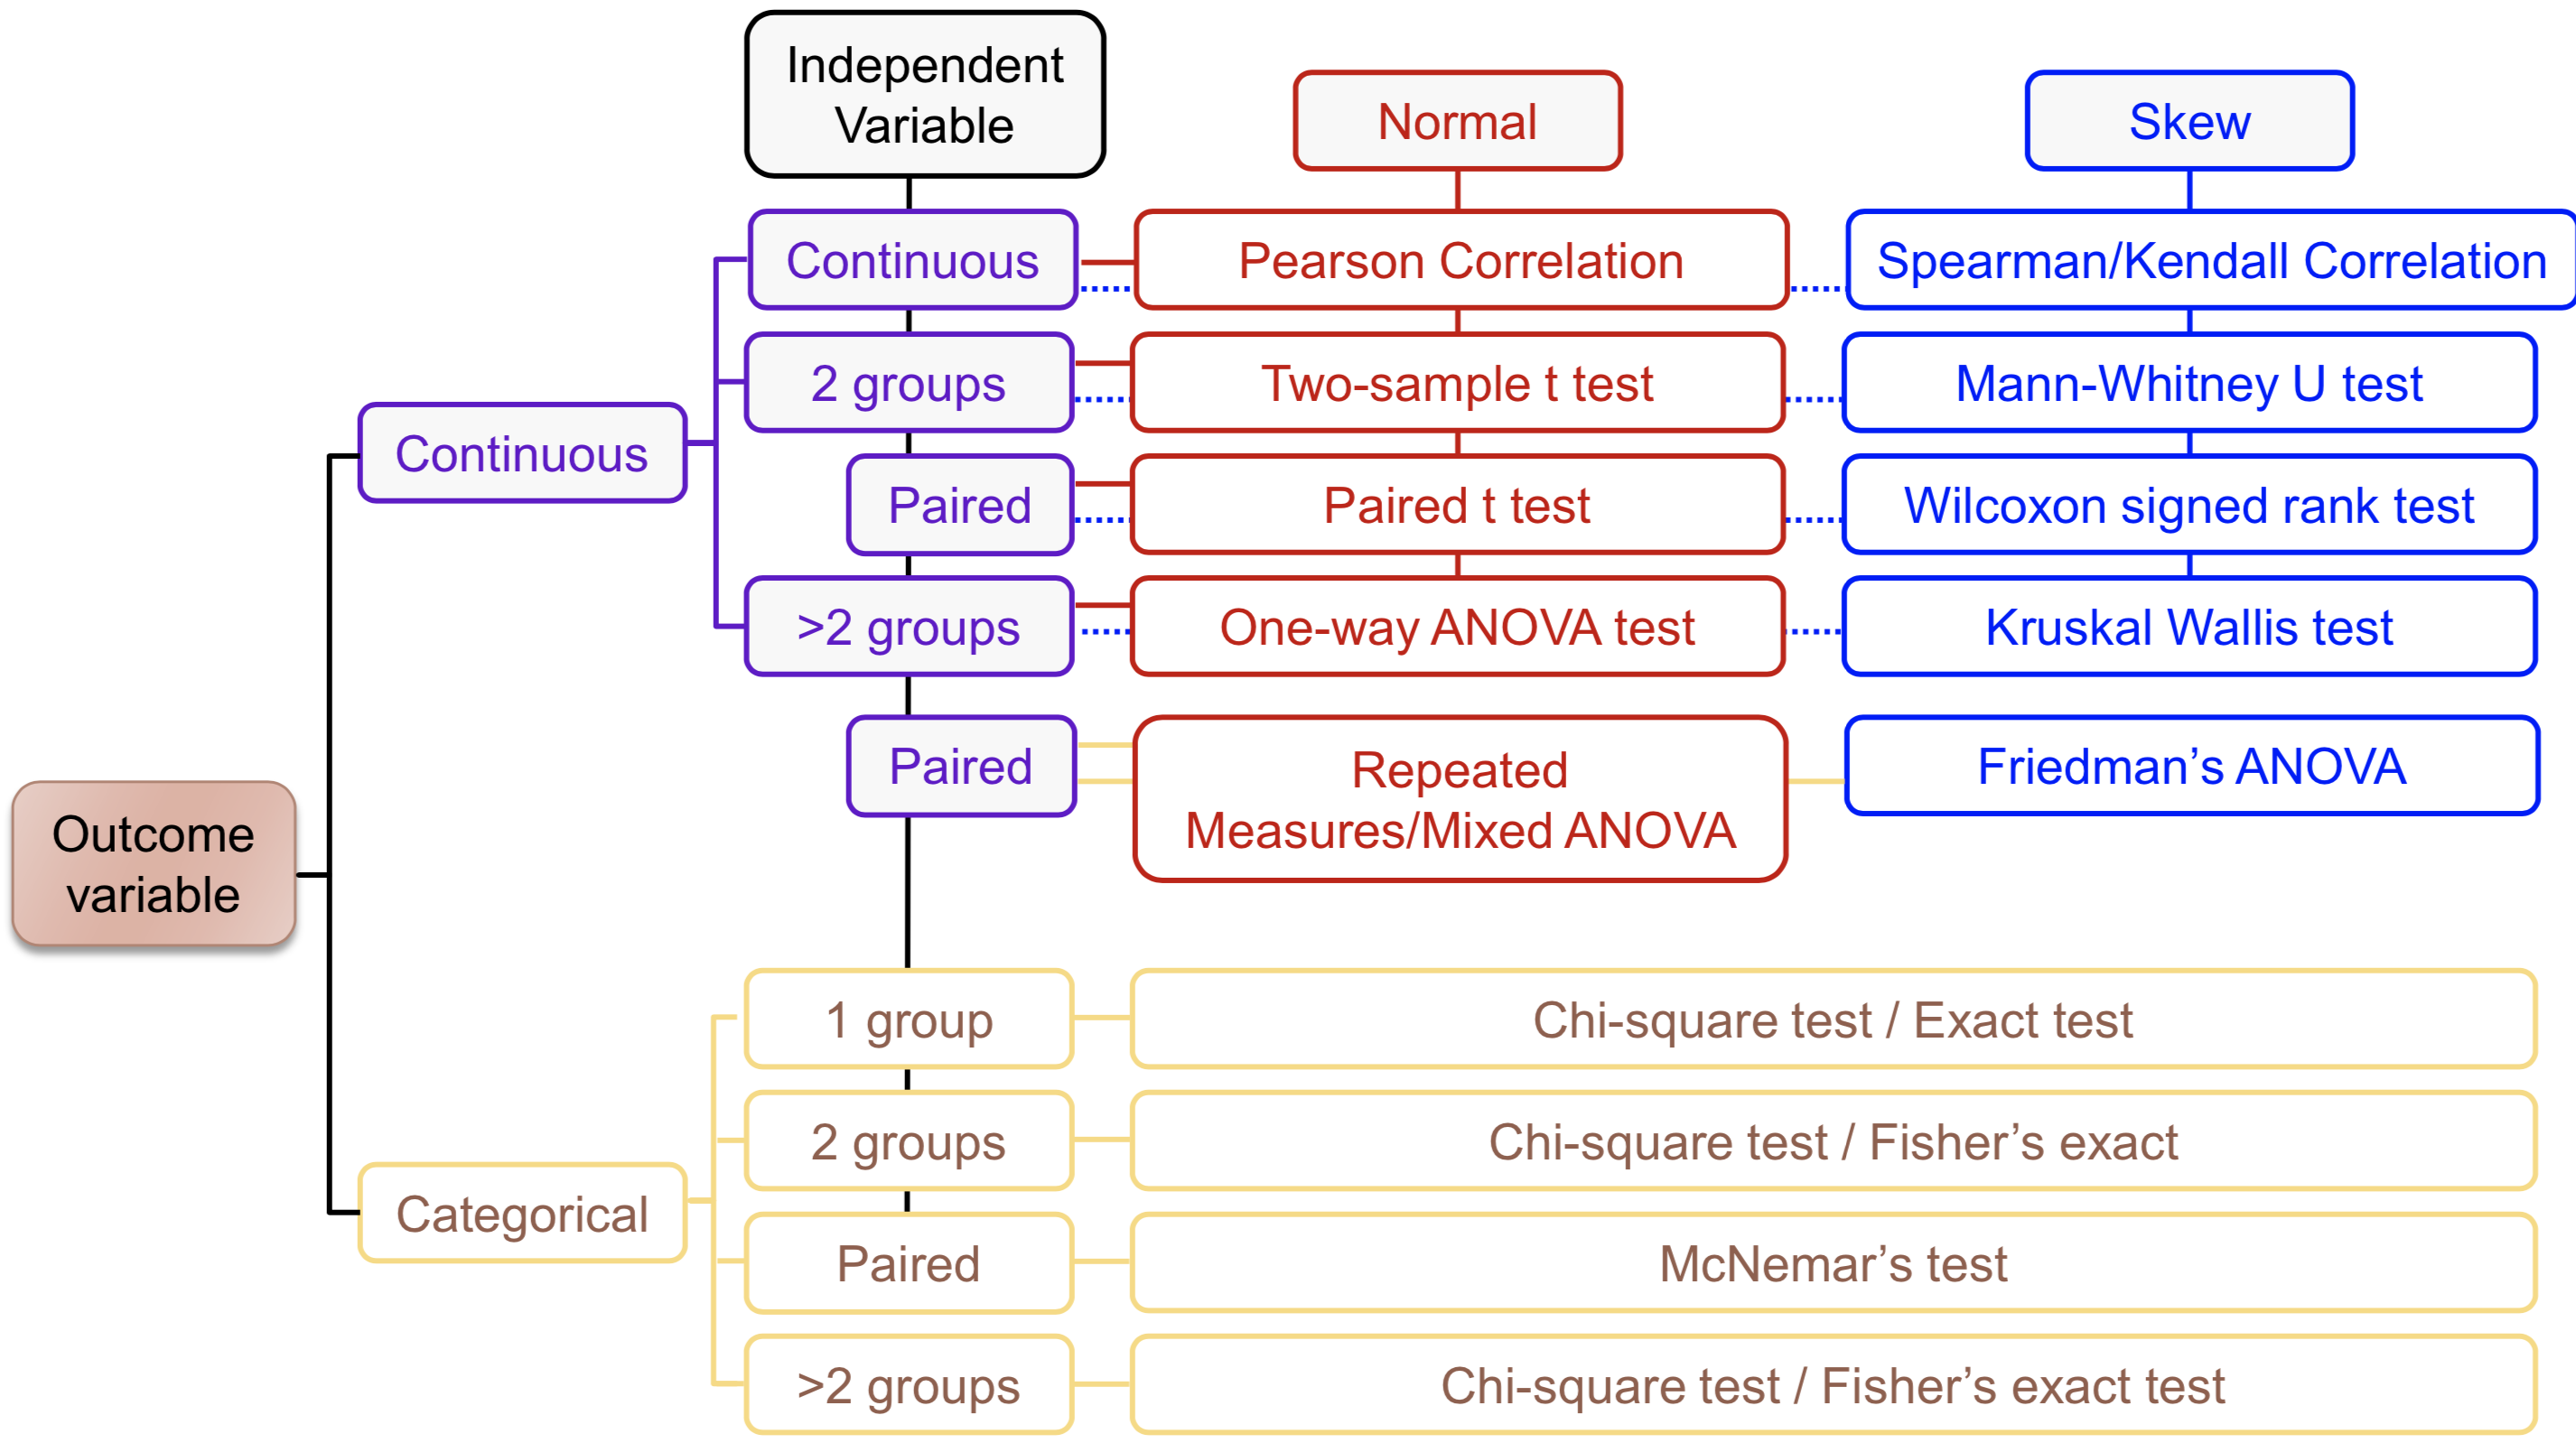 Independent
Variable
Normal
Skew
Continuous
Pearson Correlation
Spearman/Kendall Correlation
2 groups
Two-sample t test
Mann-Whitney U test
Continuous
Paired
Paired t test
Wilcoxon signed rank test
>2 groups
One-way ANOVA test
Kruskal Wallis test
Paired
Repeated
Measures/Mixed ANOVA
Friedman’s ANOVA
Outcome
variable
1 group
Chi-square test / Exact test
2 groups
Chi-square test / Fisher’s exact
Categorical
Paired
McNemar’s test
>2 groups
Chi-square test / Fisher’s exact test